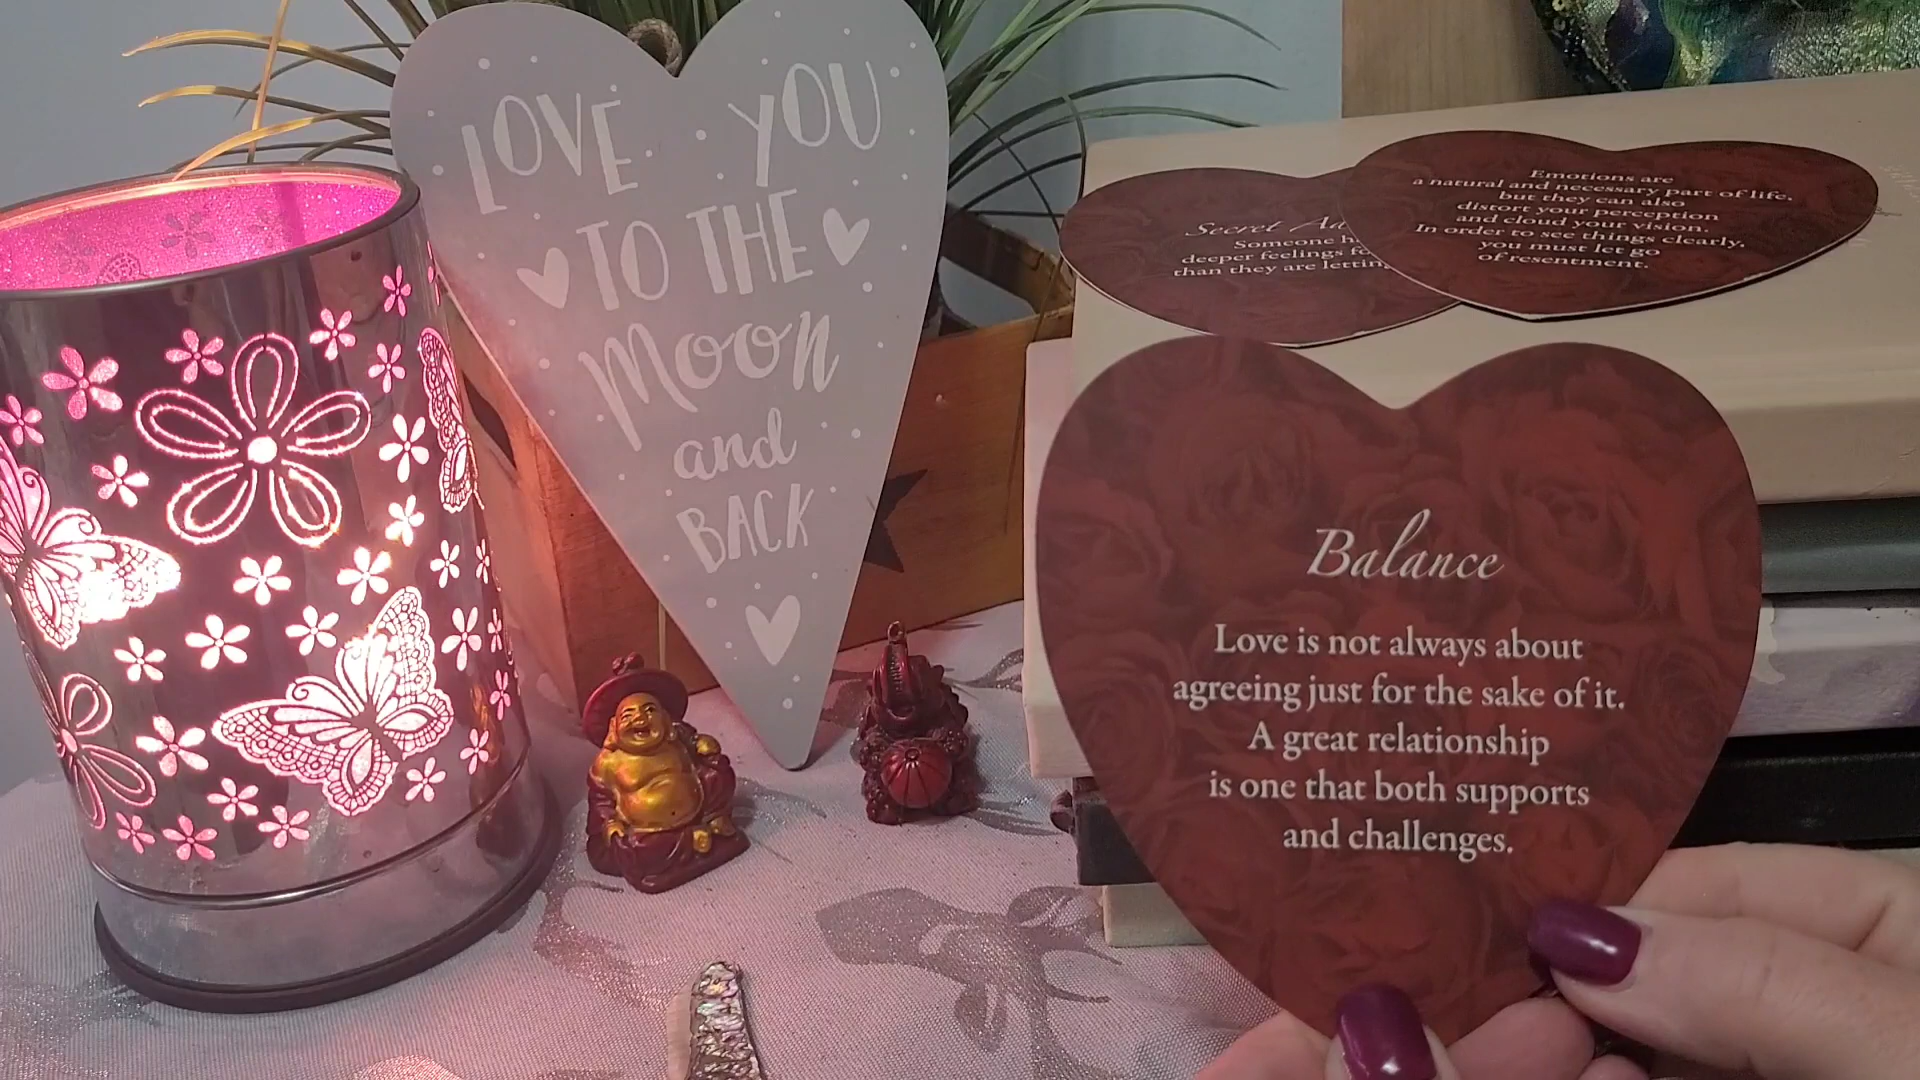 LOVE YOU
TO THE
Moon
and
BACK
Secret
Someone
deeper feelings
than they are
Emotions are
a natural and necessary part of life,
but they can also
distort your perception
and cloud your vision.
In order to see things clearly,
you must let go
of resentment.
Balance
Love is not always about
agreeing just for the sake of it.
A great relationship
is one that both supports
and challenges.